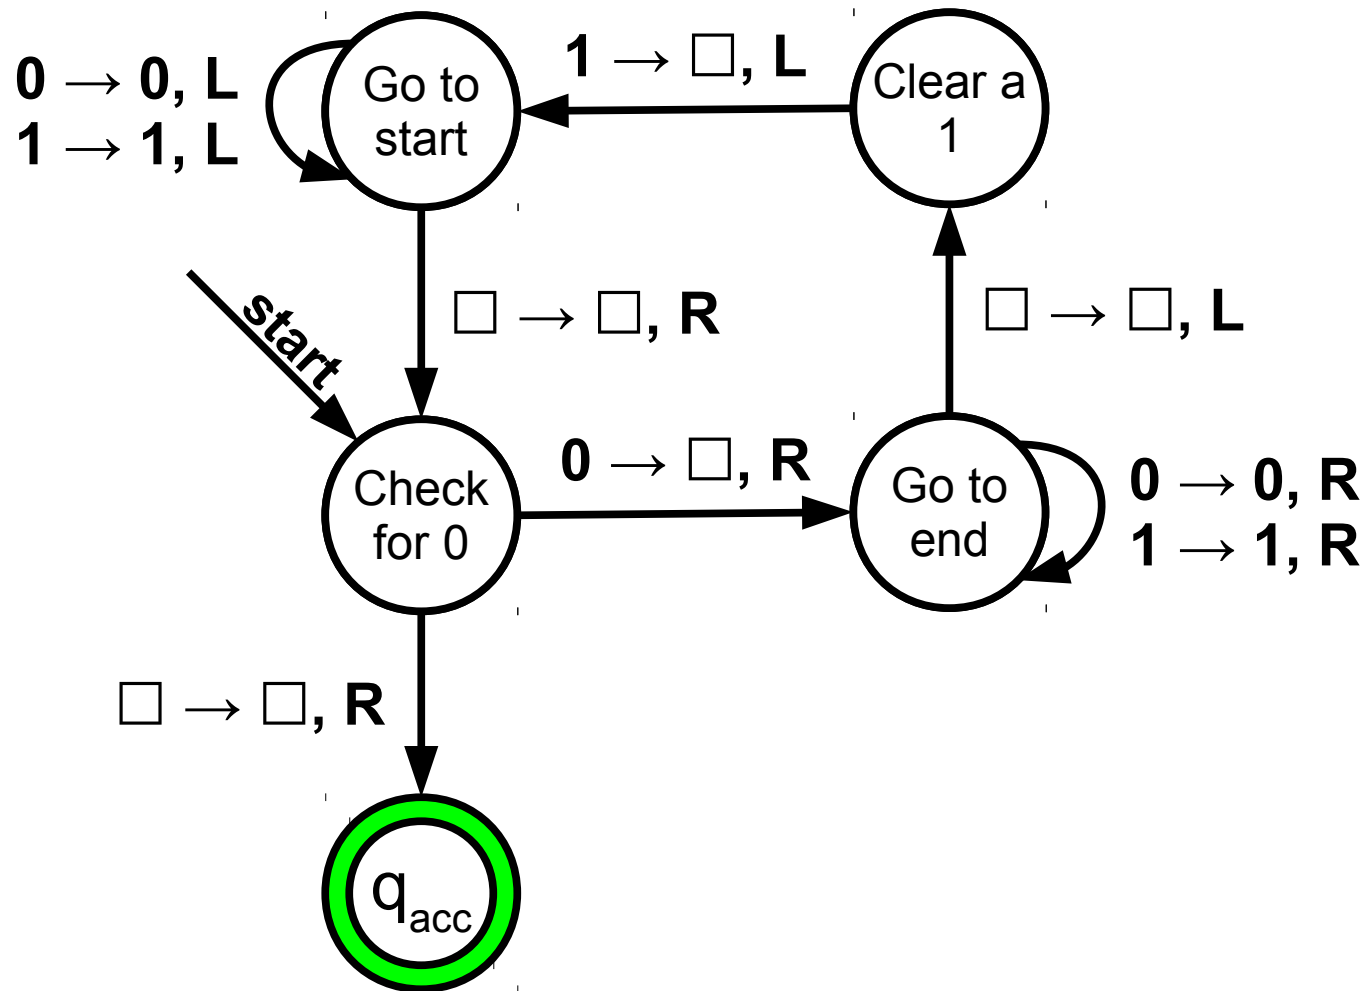 1 → □, L
0 → 0, L
1 → 1, L
Go to
start
Clear a
1
□ → □, R
□ → □, L
start
0 → □, R
Check
for 0
Go to
end
0 → 0, R
1 → 1, R
□ → □, R
qacc